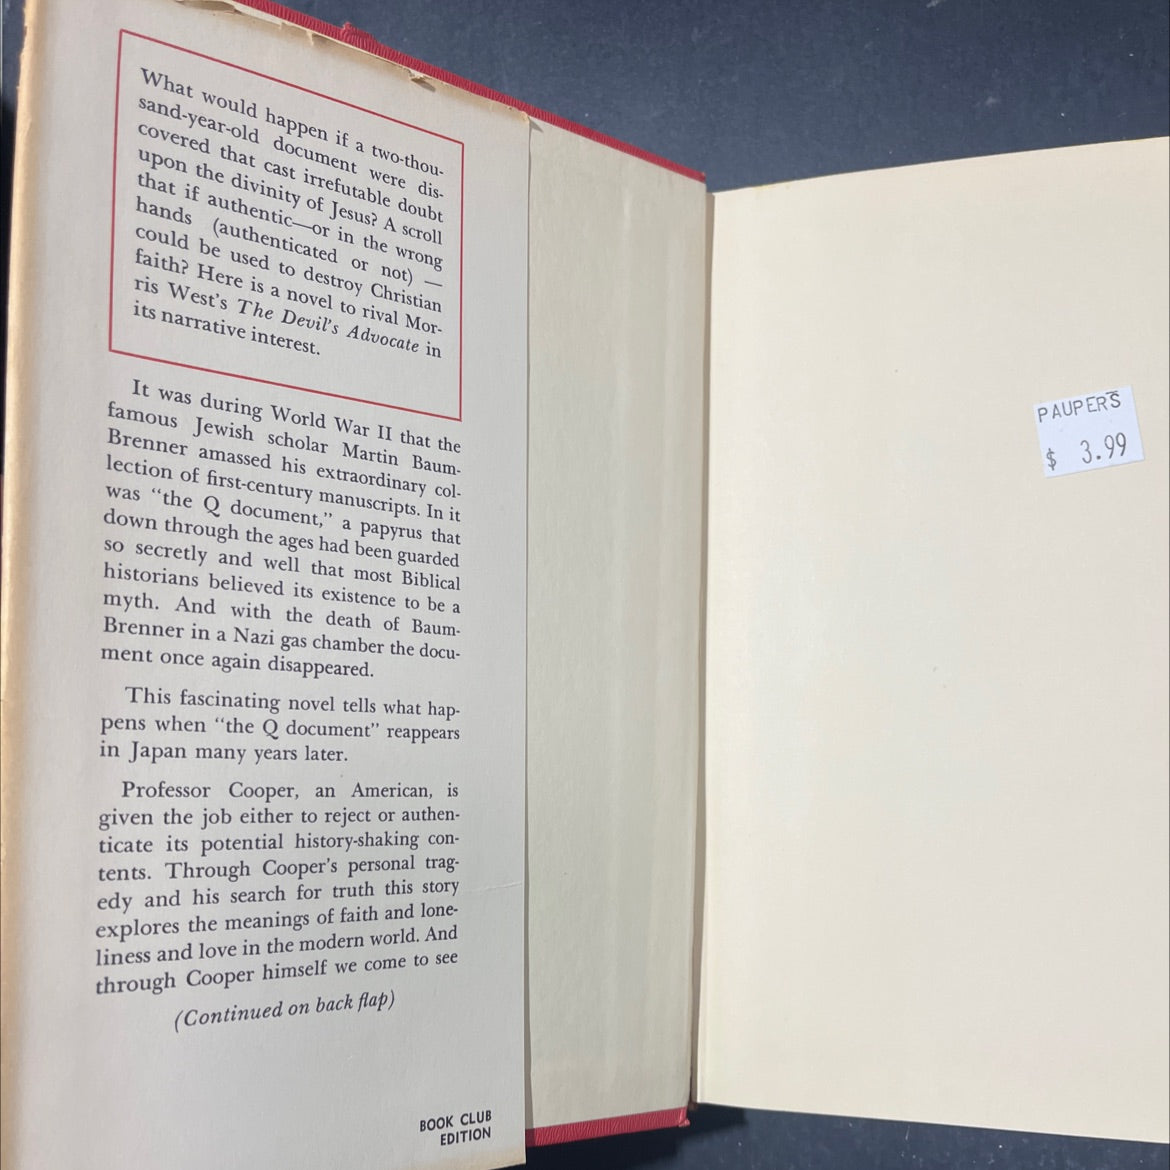 What would happen if a two-thou-
sand-year-old document were dis-
covered that cast irrefutable doubt
upon the divinity of Jesus? A scroll
that if authentic—or in the wrong
hands (authenticated or not) —
could be used to destroy Christian
faith? Here is a novel to rival Mor-
ris West's The Devil's Advocate in
its narrative interest.
It was during World War II that the
famous Jewish scholar Martin Baum-
Brenner amassed his extraordinary col-
lection of first-century manuscripts. In it
was "the Q document," a papyrus that
down through the ages had been guarded
so secretly and well that most Biblical
historians believed its existence to be a
myth. And with the death of Baum-
Brenner in a Nazi gas chamber the docu-
ment once again disappeared.
This fascinating novel tells what hap-
pens when "the Q document" reappears
in Japan many years later.
Professor Cooper, an American, is
given the job either to reject or authen-
ticate its potential history-shaking con-
tents. Through Cooper's personal trag-
edy and his search for truth this story
explores the meanings of faith and lone-
liness and love in the modern world. And
through Cooper himself we come to see
(Continued on back flap)
BOOK CLUB
EDITION
PAUPERS
$ 3.99